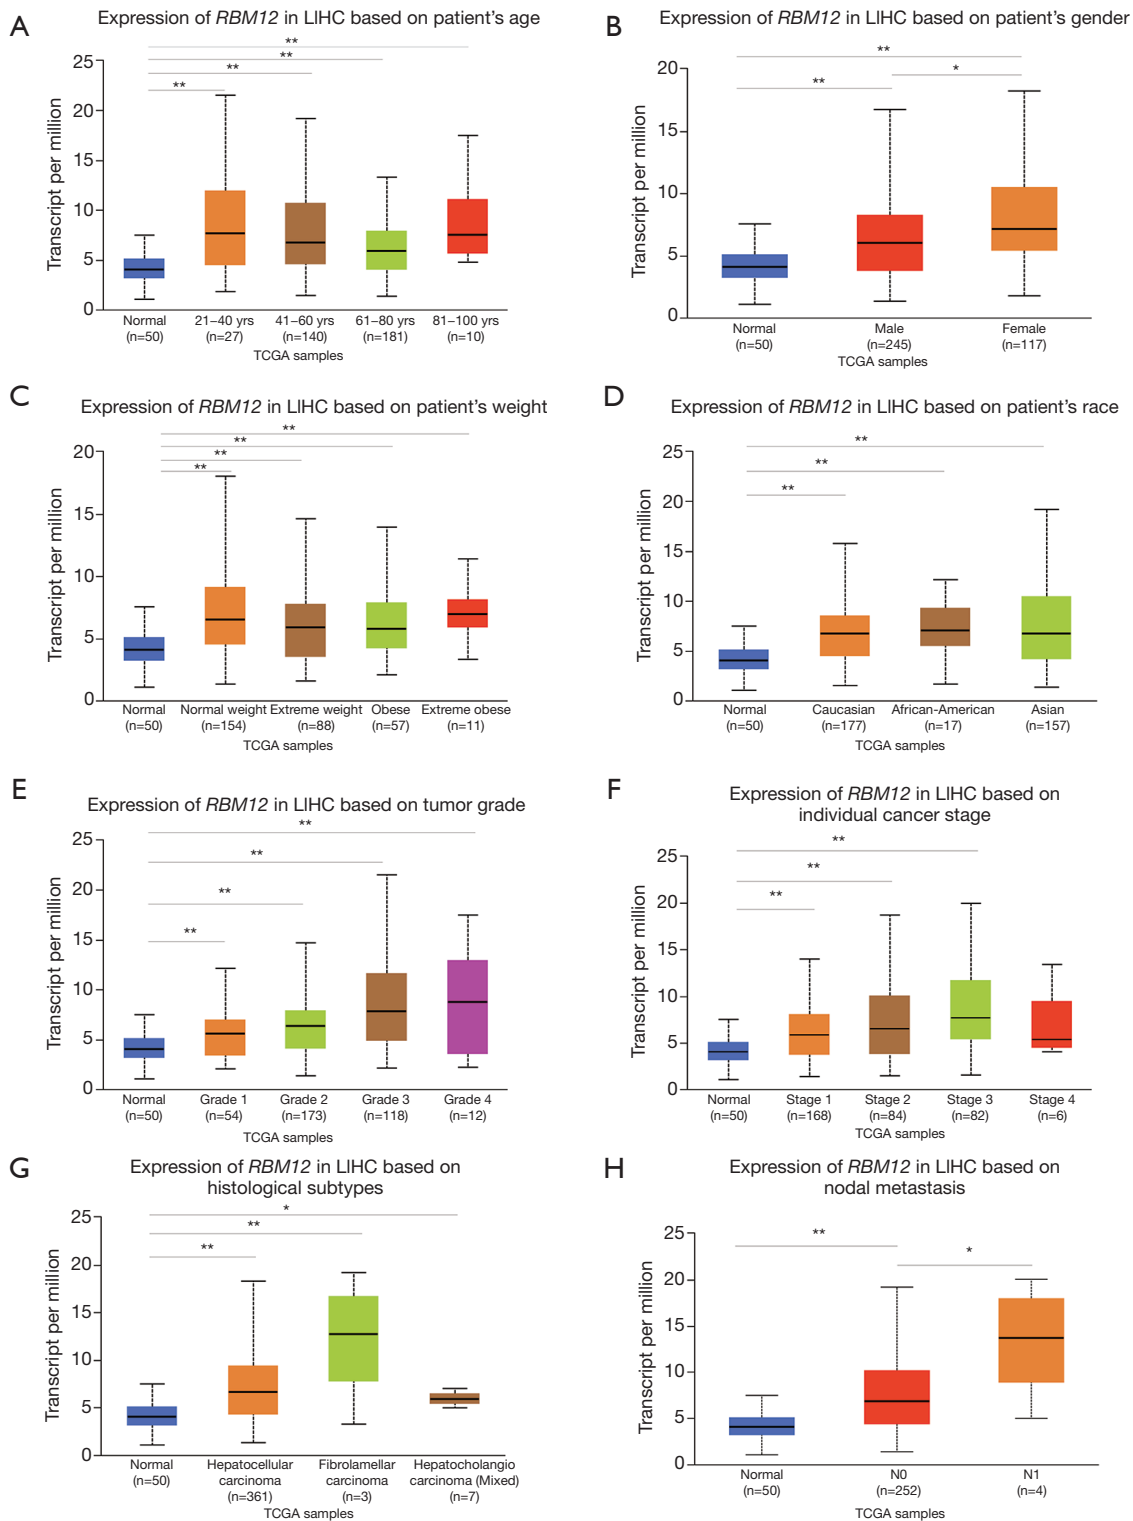 A
Expression of RBM12 in LIHC based on patient's age
** 
**
**
**
Transcript per million
25
20
15
10
5
0
Normal (n=50)
21–40 yrs (n=27)
41–60 yrs (n=140)
61–80 yrs (n=181)
81–100 yrs (n=10)
TCGA samples
B
Expression of RBM12 in LIHC based on patient's gender
**
*
**
Transcript per million
20
15
10
5
0
Normal (n=50)
Male (n=245)
Female (n=117)
TCGA samples
C
Expression of RBM12 in LIHC based on patient's weight
**
**
**
**
Transcript per million
20
15
10
5
0
Normal (n=50)
Normal weight (n=154)
Extreme weight (n=88)
Obese (n=57)
Extreme obese (n=11)
TCGA samples
D
Expression of RBM12 in LIHC based on patient's race
**
**
**
Transcript per million
25
20
15
10
5
0
Normal (n=50)
Caucasian (n=177)
African-American (n=17)
Asian (n=157)
TCGA samples
E
Expression of RBM12 in LIHC based on tumor grade
**
**
**
**
Transcript per million
25
20
15
10
5
0
Normal (n=50)
Grade 1 (n=54)
Grade 2 (n=173)
Grade 3 (n=118)
Grade 4 (n=12)
TCGA samples
F
Expression of RBM12 in LIHC based on
individual cancer stage
**
**
**
Transcript per million
25
20
15
10
5
0
Normal (n=50)
Stage 1 (n=168)
Stage 2 (n=84)
Stage 3 (n=82)
Stage 4 (n=6)
TCGA samples
G
Expression of RBM12 in LIHC based on
histological subtypes
*
**
**
Transcript per million
25
20
15
10
5
0
Normal (n=50)
Hepatocellular carcinoma (n=361)
Fibrolamellar carcinoma (n=3)
Hepatocholangio carcinoma (Mixed) (n=7)
TCGA samples
H
Expression of RBM12 in LIHC based on
nodal metastasis
**
*
Transcript per million
25
20
15
10
5
0
Normal (n=50)
N0 (n=252)
N1 (n=4)
TCGA samples